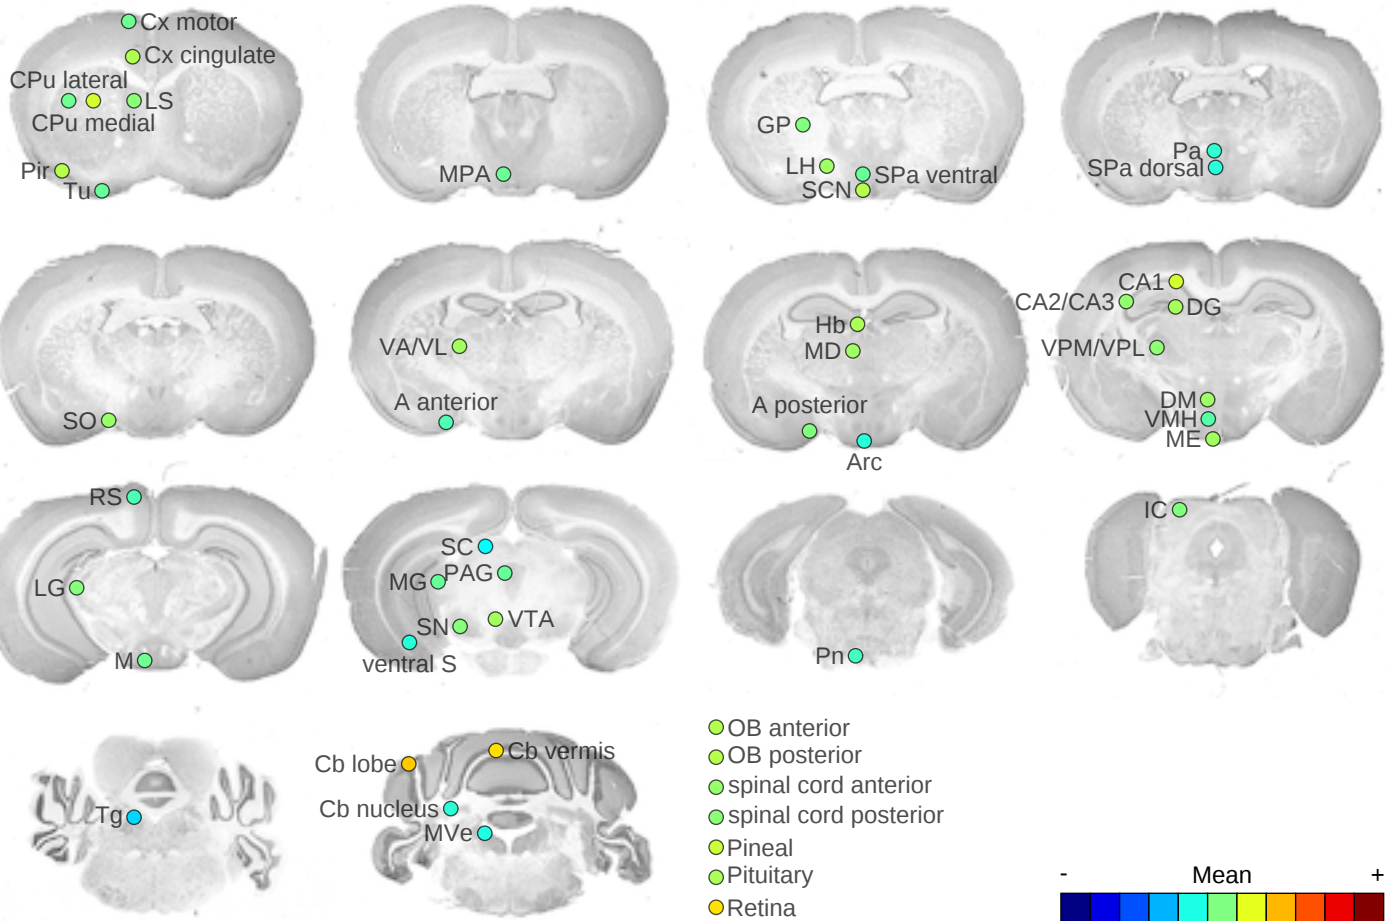 Cx motor
Cx cingulate
CPu lateral
LS
CPu medial
Pir
Tu
MPA
GP
LH
SPa ventral
SCN
Pa
SPa dorsal
SO
VA/VL
A anterior
Hb
MD
A posterior
Arc
CA1
CA2/CA3
DG
VPM/VPL
DM
VMH
ME
RS
LG
M
SC
PAG
MG
VTA
SN
ventral S
Pn
IC
Tg
Cb vermis
Cb lobe
Cb nucleus
MVe
OB anterior
OB posterior
spinal cord anterior
spinal cord posterior
Pineal
Pituitary
Retina
- Mean +